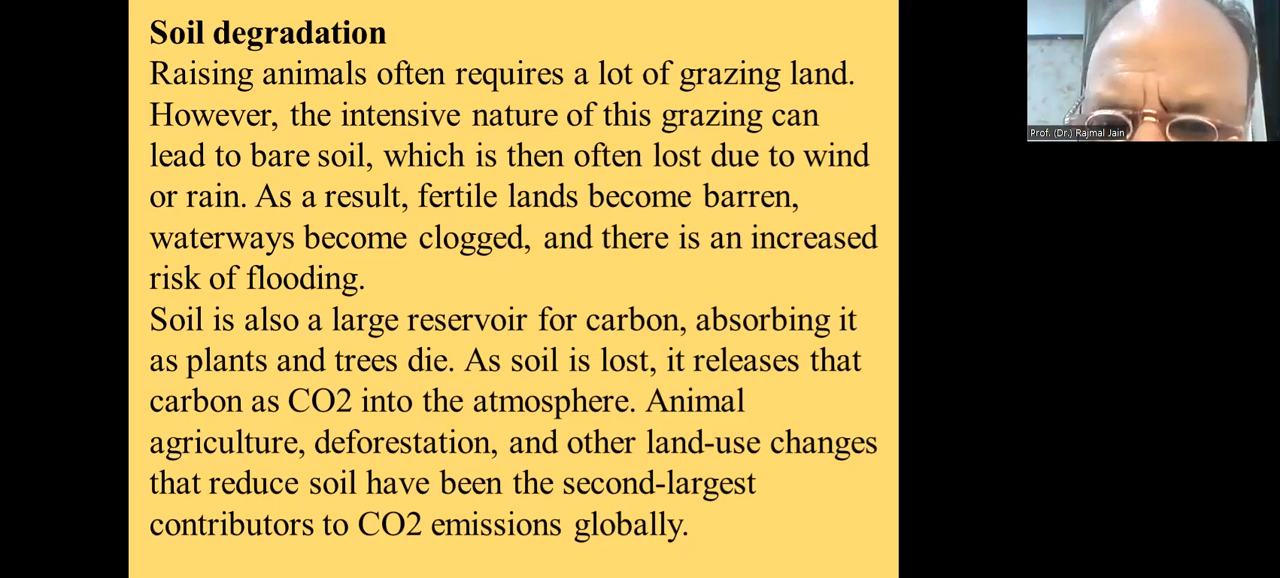 Soil degradation
Raising animals often requires a lot of grazing land.
However, the intensive nature of this grazing can
lead to bare soil, which is then often lost due to wind
or rain. As a result, fertile lands become barren,
waterways become clogged, and there is an increased
risk of flooding.
Soil is also a large reservoir for carbon, absorbing it
as plants and trees die. As soil is lost, it releases that
carbon as CO2 into the atmosphere. Animal
agriculture, deforestation, and other land-use changes
that reduce soil have been the second-largest
contributors to CO2 emissions globally.
Prof. (Dr.) Rajmal Jain